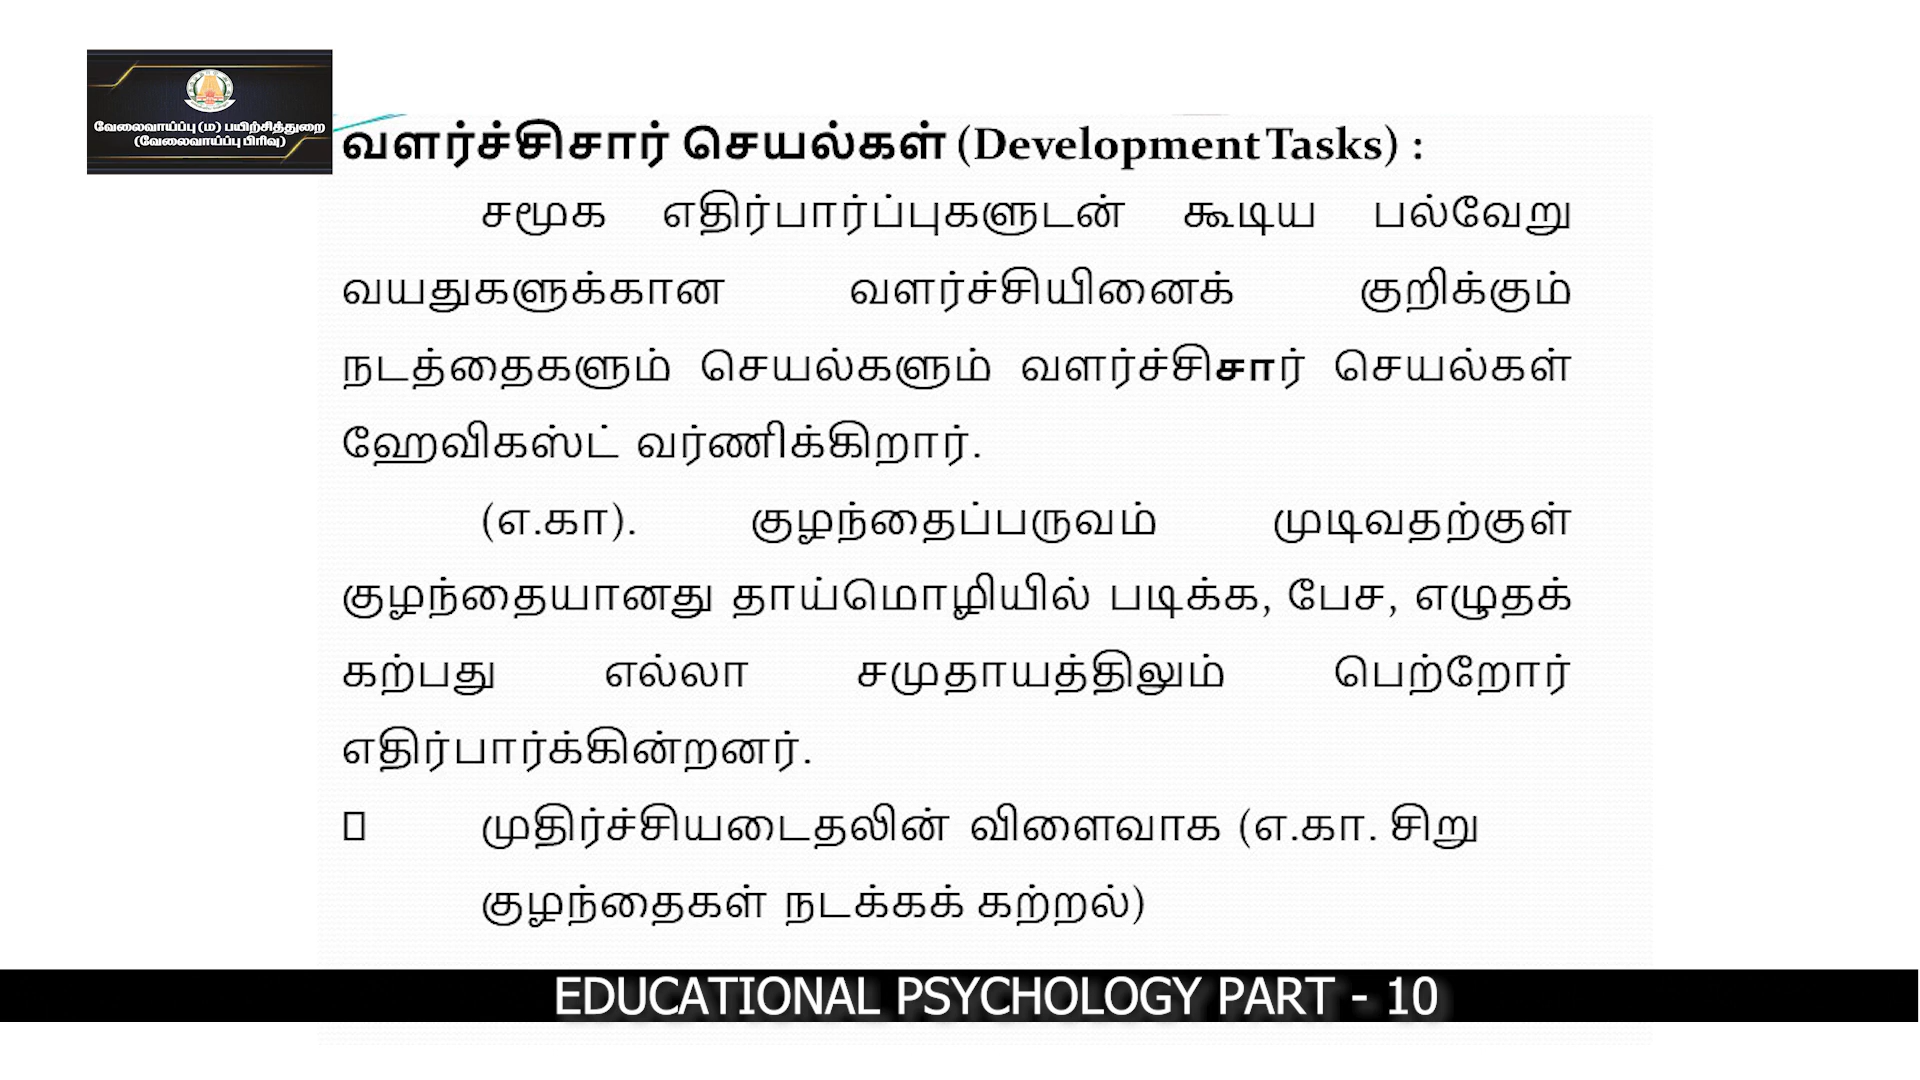 வேலைவாய்ப்பு (ம) பயிற்சித்துறை
(வேலைவாய்ப்பு பிரிவு)
வளர்ச்சிசார் செயல்கள் (Development Tasks) :
சமூக எதிர்பார்ப்புகளுடன் கூடிய பல்வேறு
வயதுகளுக்கான வளர்ச்சியினைக் குறிக்கும்
நடத்தைகளும் செயல்களும் வளர்ச்சிசார் செயல்கள்
ஹேவிகஸ்ட் வர்ணிக்கிறார்.
(எ.கா). குழந்தைப்பருவம் முடிவதற்குள்
குழந்தையானது தாய்மொழியில் படிக்க, பேச, எழுதக்
கற்பது எல்லா சமுதாயத்திலும் பெற்றோர்
எதிர்பார்க்கின்றனர்.
முதிர்ச்சியடைதலின் விளைவாக (எ.கா. சிறு
குழந்தைகள் நடக்கக் கற்றல்)
EDUCATIONAL PSYCHOLOGY PART - 10